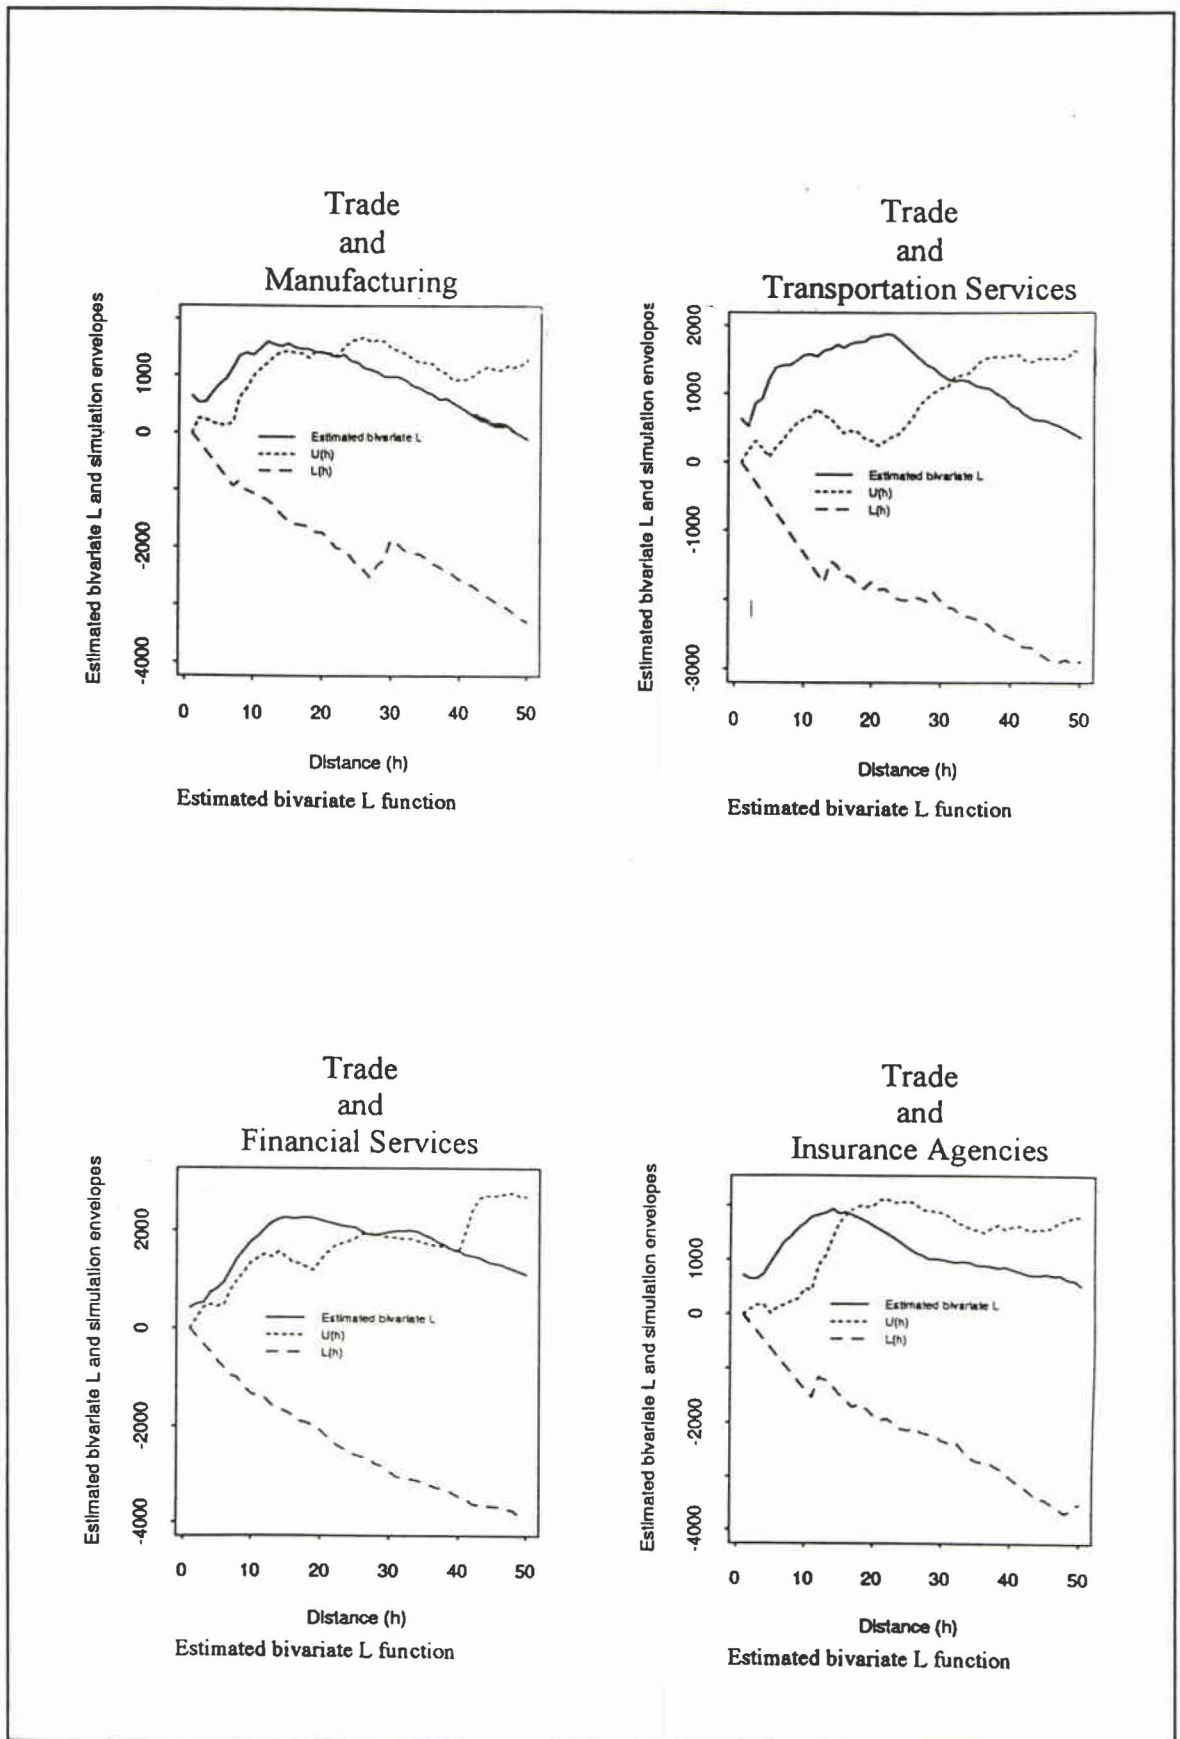 Trade
and
Manufacturing
Estimated bivariate L and simulation envelopes
1000
0
-2000
-4000
Estimated bivariate L
U(h)
L(h)
0 10 20 30 40 50
Distance (h)
Estimated bivariate L function
Trade
and
Transportation Services
Estimated bivariate L and simulation envelopes
2000
1000
0
-1000
-3000
Estimated bivariate L
U(h)
L(h)
0 10 20 30 40 50
Distance (h)
Estimated bivariate L function
Trade
and
Financial Services
Estimated bivariate L and simulation envelopes
2000
0
-2000
-4000
Estimated bivariate L
U(h)
L(h)
0 10 20 30 40 50
Distance (h)
Estimated bivariate L function
Trade
and
Insurance Agencies
Estimated bivariate L and simulation envelopes
1000
0
-2000
-4000
Estimated bivariate L
U(h)
L(h)
0 10 20 30 40 50
Distance (h)
Estimated bivariate L function